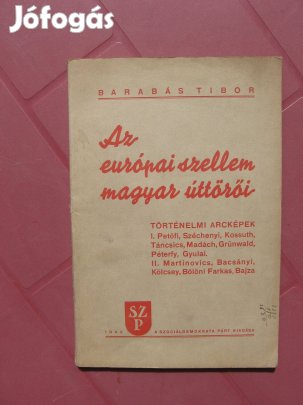 Jófogás
BARABÁS TIBOR
Az
európai szellem
magyar úttörői
TÖRTÉNELMI ARCKÉPEK
I. Petőfi, Széchenyi, Kossuth,
Táncsics, Madách, Grünwald,
Péterfy, Gyulai.
II. Martinovics, Bacsányi,
Kölcsey, Bölöni Farkas, Bajza
SZ
P
A SZOCIÁLDEMOKRATA PÁRT KIADÁSA